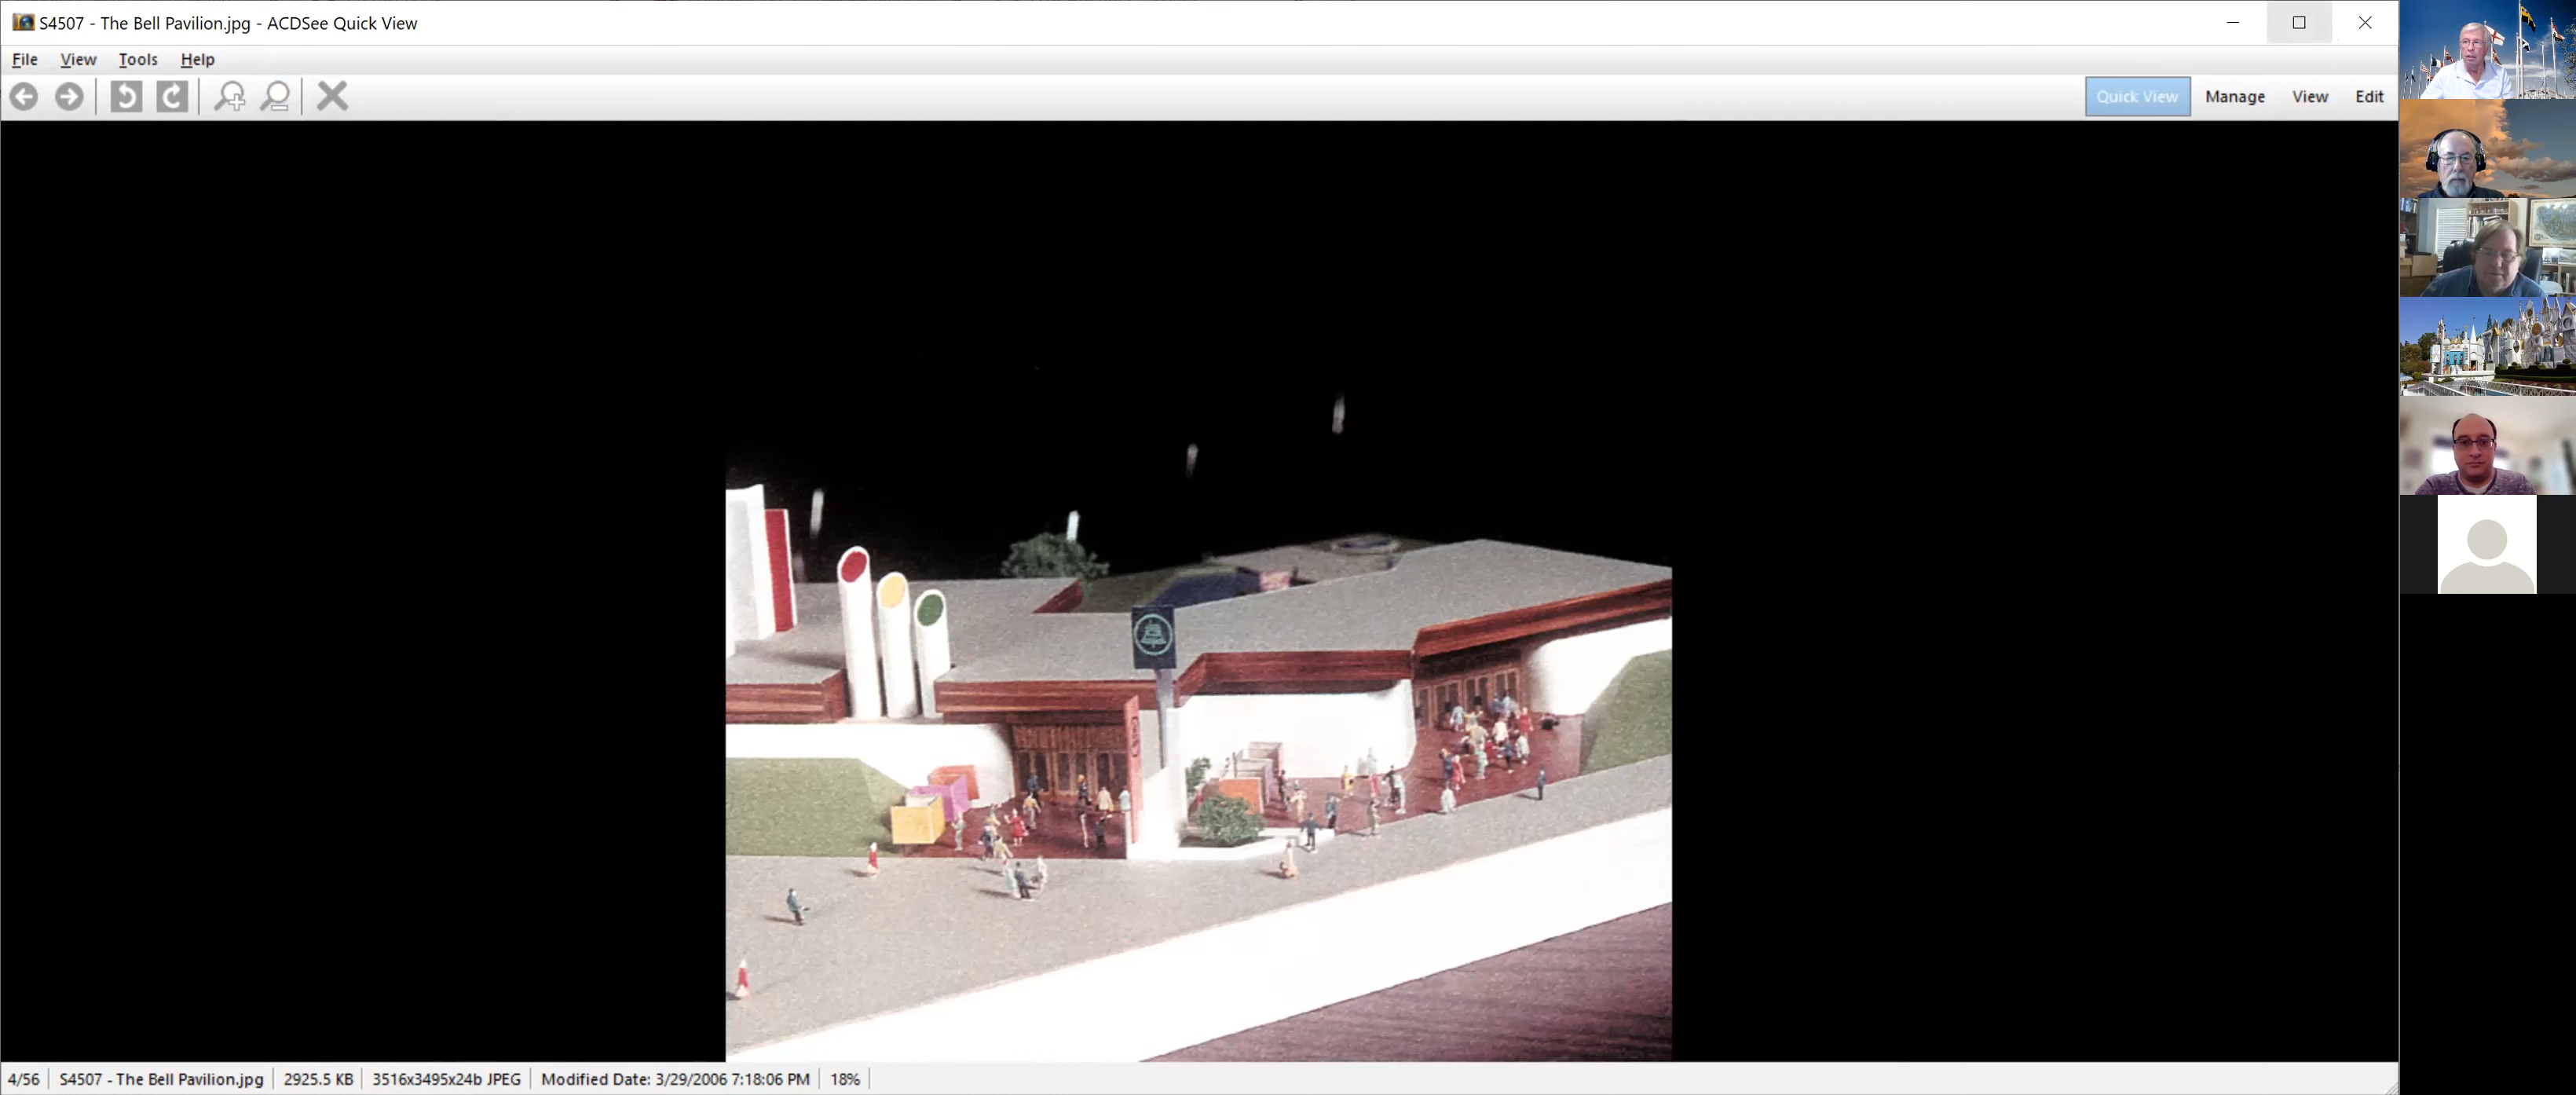 S4507 - The Bell Pavilion.jpg - ACDSee Quick View
File View Tools Help
Quick View Manage View Edit
4/56 S4507 - The Bell Pavilion.jpg 2925.5 KB 3516x3495x24b JPEG Modified Date: 3/29/2006 7:18:06 PM 18%